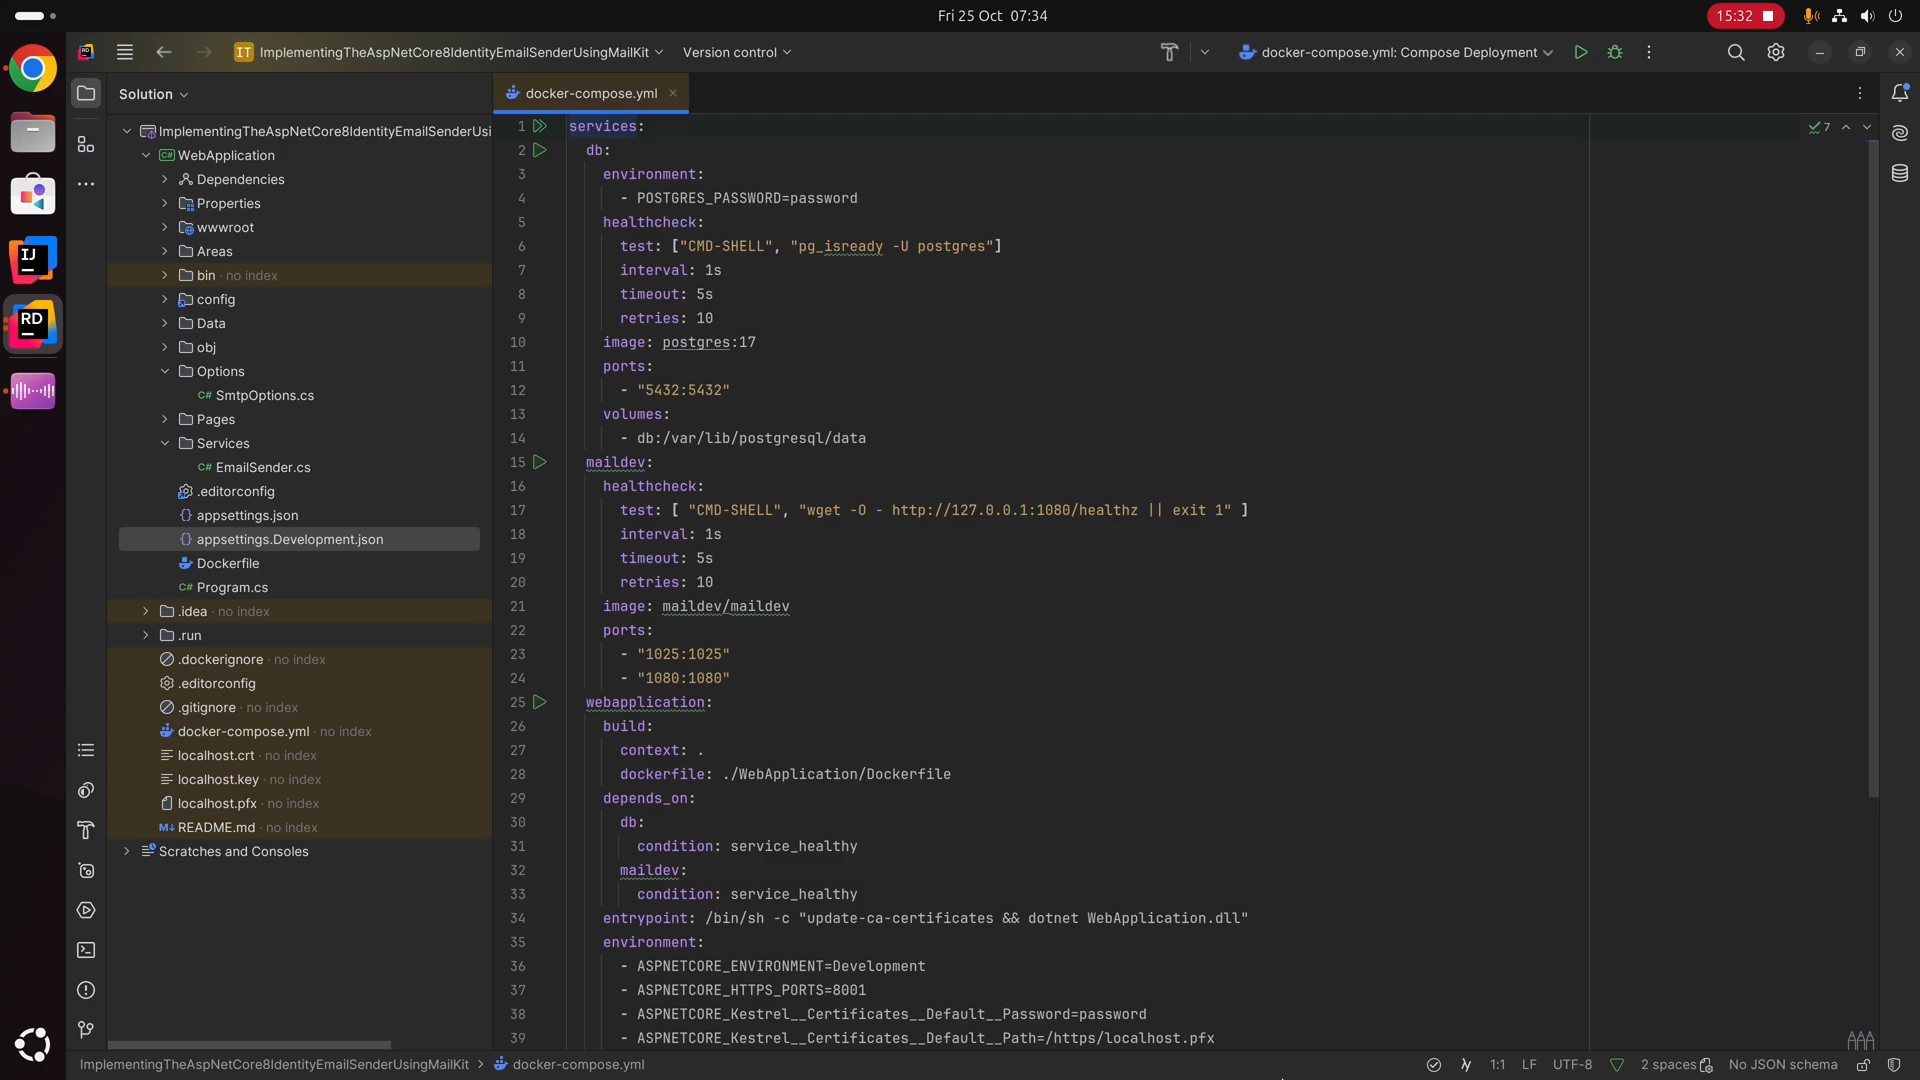 Fri 25 Oct 07:34
15:32
IT ImplementingTheAspNetCore8IdentityEmailSenderUsingMailKit
Version control
docker-compose.yml: Compose Deployment
Solution
docker-compose.yml
ImplementingTheAspNetCore8IdentityEmailSenderUsi
WebApplication
Dependencies
Properties
wwwroot
Areas
bin · no index
config
Data
obj
Options
C# SmtpOptions.cs
Pages
Services
C# EmailSender.cs
.editorconfig
{} appsettings.json
{} appsettings.Development.json
Dockerfile
C# Program.cs
.idea · no index
.run
.dockerignore · no index
.editorconfig
.gitignore · no index
docker-compose.yml · no index
localhost.crt · no index
localhost.key · no index
localhost.pfx · no index
M↓ README.md · no index
Scratches and Consoles
7
1 services:
2 db:
3 environment:
4 - POSTGRES_PASSWORD=password
5 healthcheck:
6 test: ["CMD-SHELL", "pg_isready -U postgres"]
7 interval: 1s
8 timeout: 5s
9 retries: 10
10 image: postgres:17
11 ports:
12 - "5432:5432"
13 volumes:
14 - db:/var/lib/postgresql/data
15 maildev:
16 healthcheck:
17 test: [ "CMD-SHELL", "wget -O - http://127.0.0.1:1080/healthz || exit 1" ]
18 interval: 1s
19 timeout: 5s
20 retries: 10
21 image: maildev/maildev
22 ports:
23 - "1025:1025"
24 - "1080:1080"
25 webapplication:
26 build:
27 context: .
28 dockerfile: ./WebApplication/Dockerfile
29 depends_on:
30 db:
31 condition: service_healthy
32 maildev:
33 condition: service_healthy
34 entrypoint: /bin/sh -c "update-ca-certificates && dotnet WebApplication.dll"
35 environment:
36 - ASPNETCORE_ENVIRONMENT=Development
37 - ASPNETCORE_HTTPS_PORTS=8001
38 - ASPNETCORE_Kestrel__Certificates__Default__Password=password
39 - ASPNETCORE_Kestrel__Certificates__Default__Path=/https/localhost.pfx
ImplementingTheAspNetCore8IdentityEmailSenderUsingMailKit
docker-compose.yml
1:1
LF
UTF-8
2 spaces
No JSON schema
IJ
RD